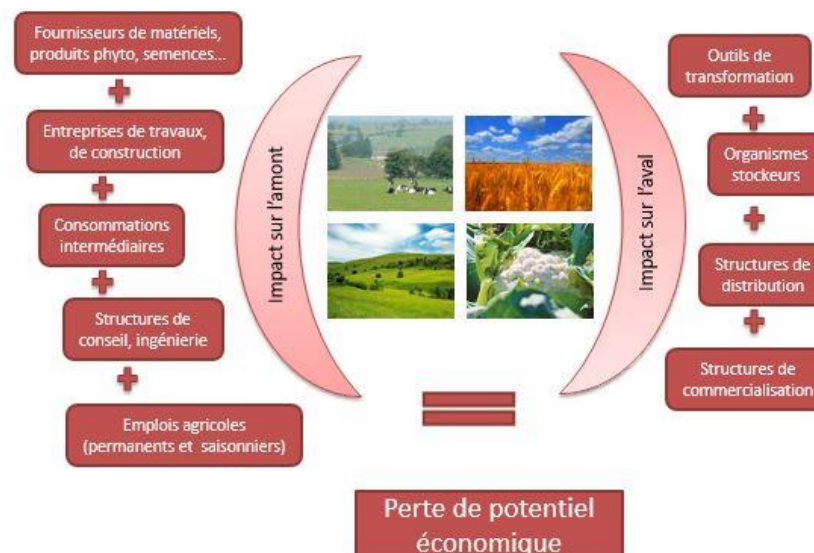 Fournisseurs de matériels,
produits phyto, semences...
Entreprises de travaux,
de construction
Consommations
intermédiaires
Structures de
conseil, ingénierie
Emplois agricoles
(permanents et saisonniers)
Impact sur l'amont
Impact sur l'aval
Outils de
transformation
Organismes
stockeurs
Structures de
distribution
Structures de
commercialisation
Perte de potentiel
économique